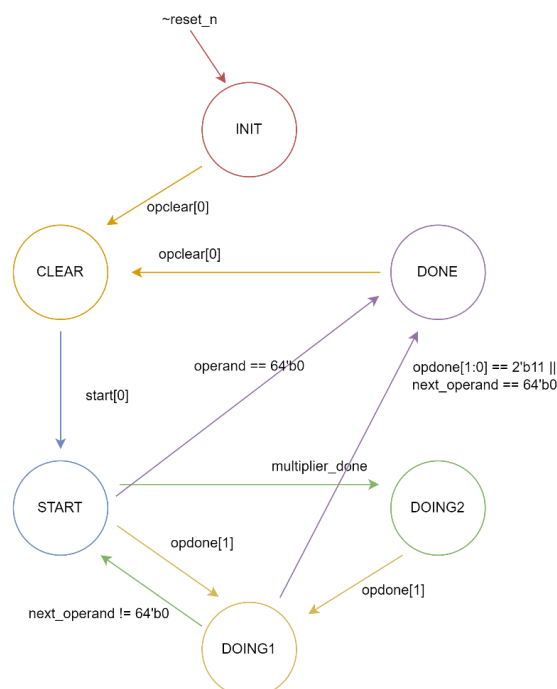 ~reset_n
INIT
opclear[0]
opclear[0]
CLEAR
DONE
operand == 64'b0
opdone[1:0] == 2'b11 ||
next_operand == 64'b0
start[0]
multiplier_done
START
DOING2
opdone[1]
opdone[1]
next_operand != 64'b0
DOING1